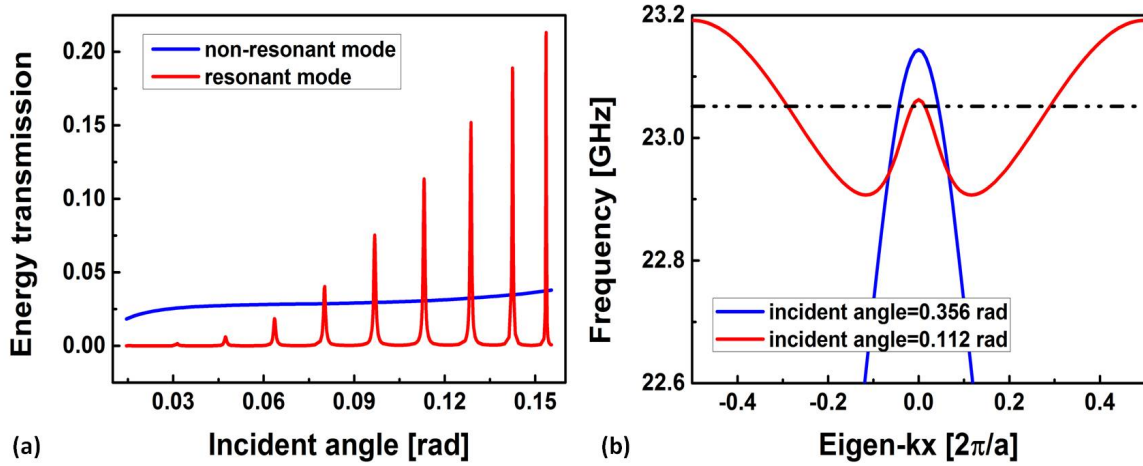 Energy transmission
0.20
0.15
0.10
0.05
0.00
non-resonant mode
resonant mode
0.03 0.06 0.09 0.12 0.15
(a) Incident angle [rad]
Frequency [GHz]
23.2
23.0
22.8
22.6
incident angle=0.356 rad
incident angle=0.112 rad
-0.4 -0.2 0.0 0.2 0.4
(b) Eigen-kx [2π/a]